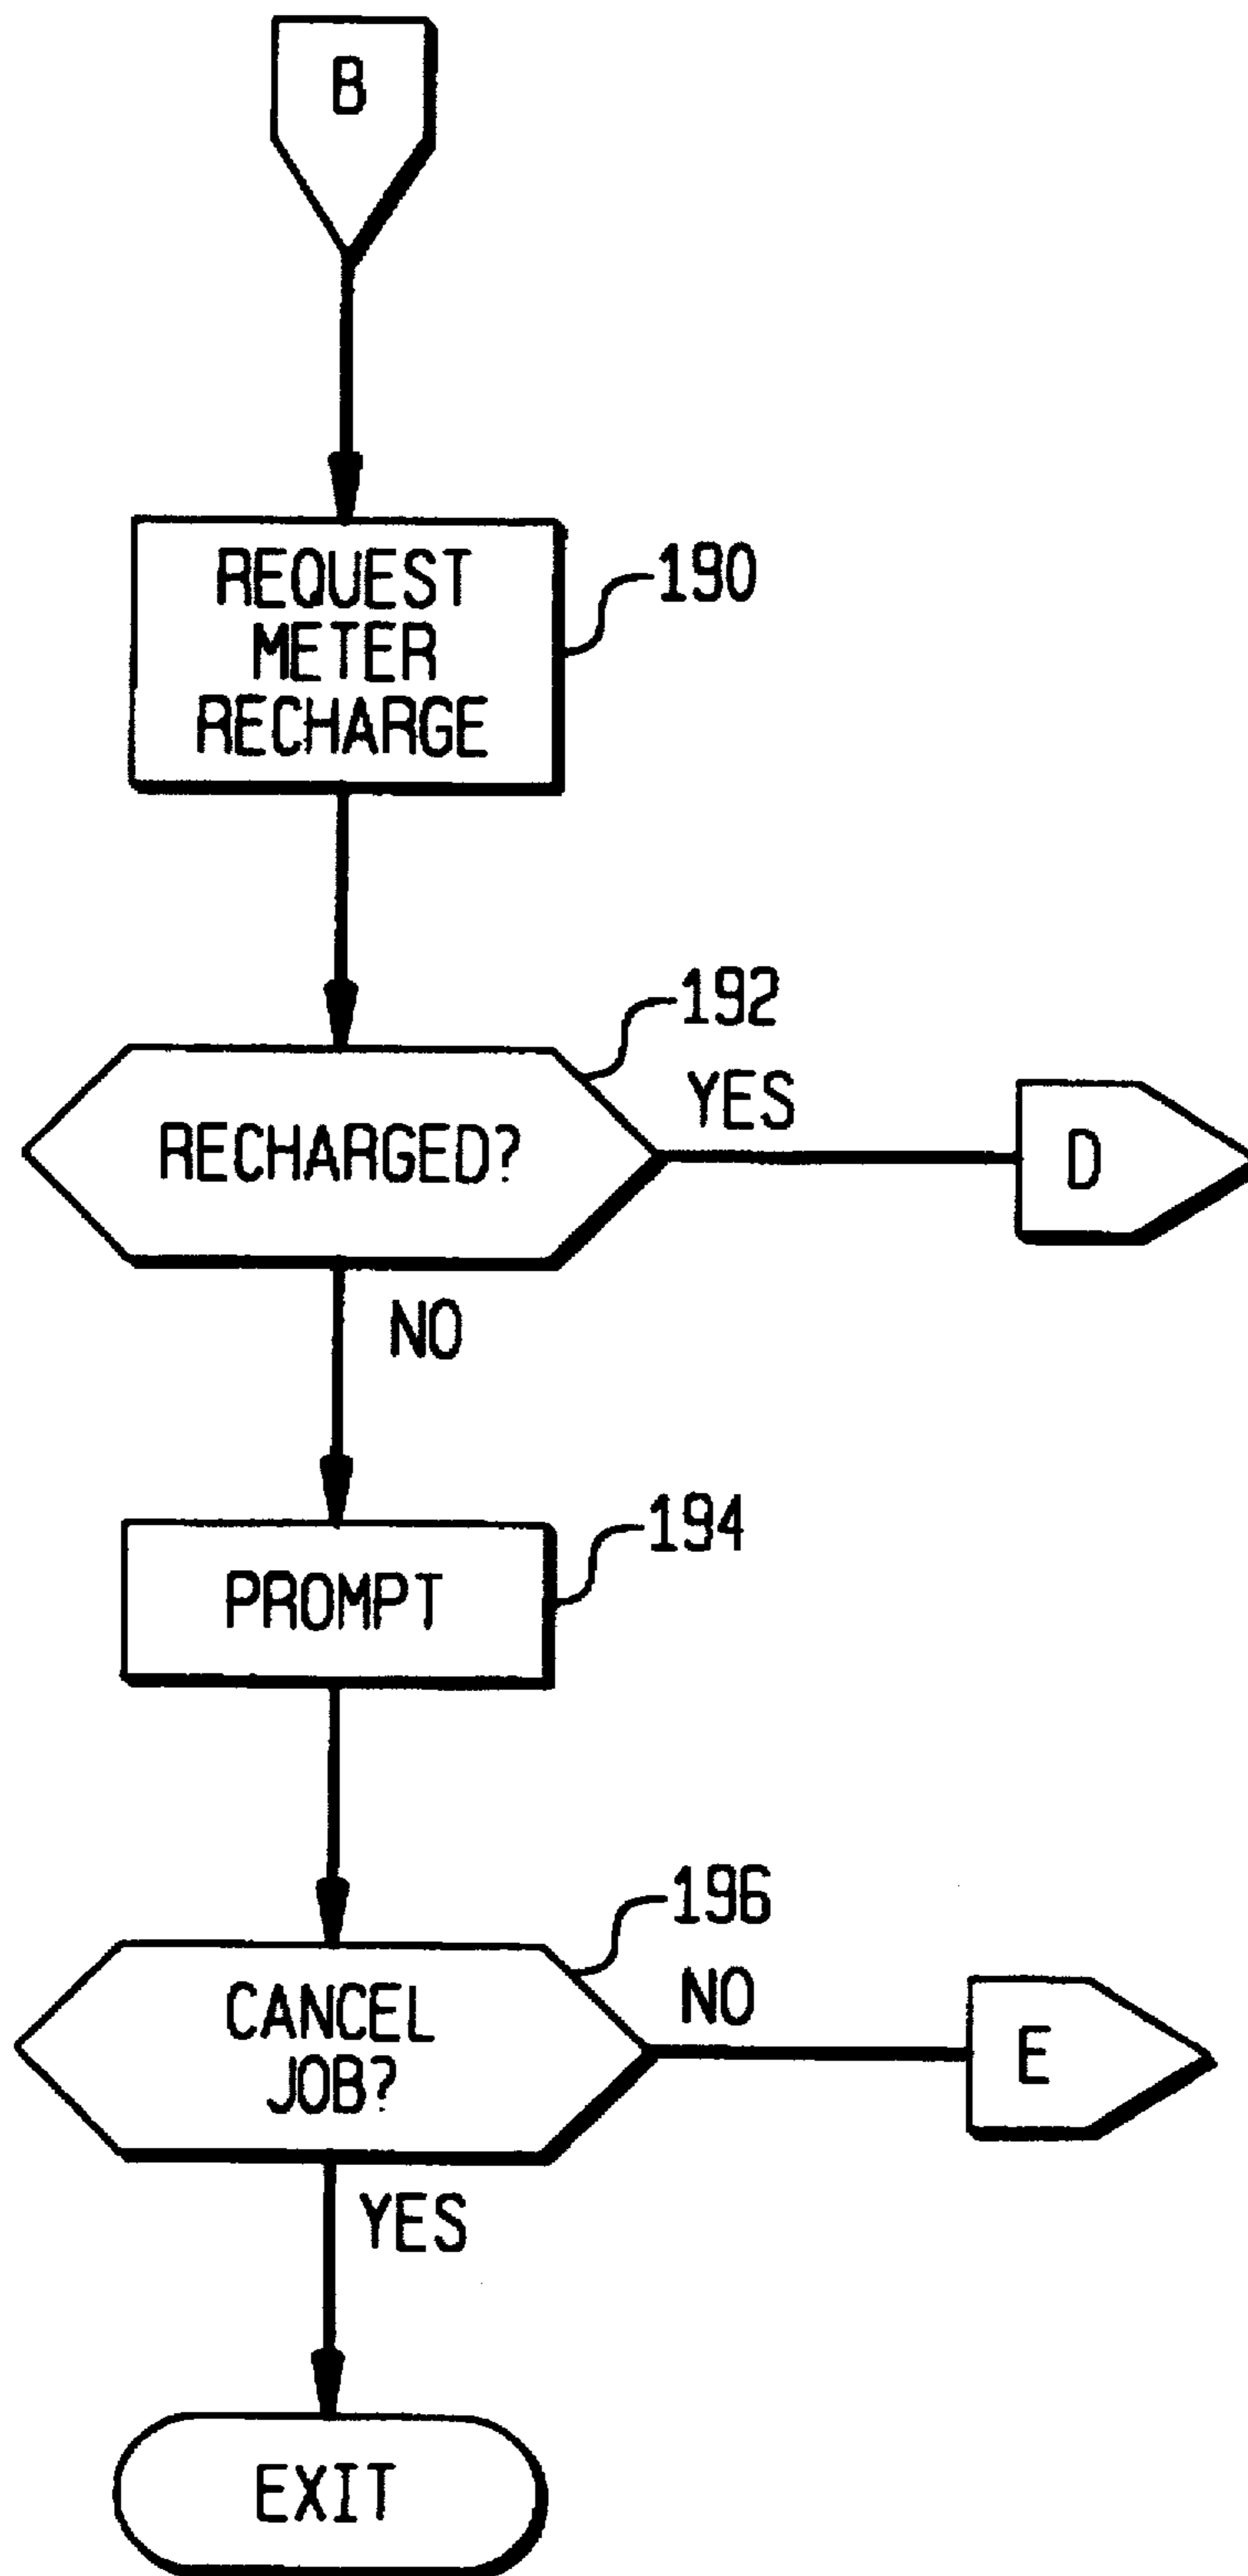 B
REQUEST
METER
RECHARGE
190
192
RECHARGED?
YES
D
NO
PROMPT
194
196
CANCEL
JOB?
NO
E
YES
EXIT